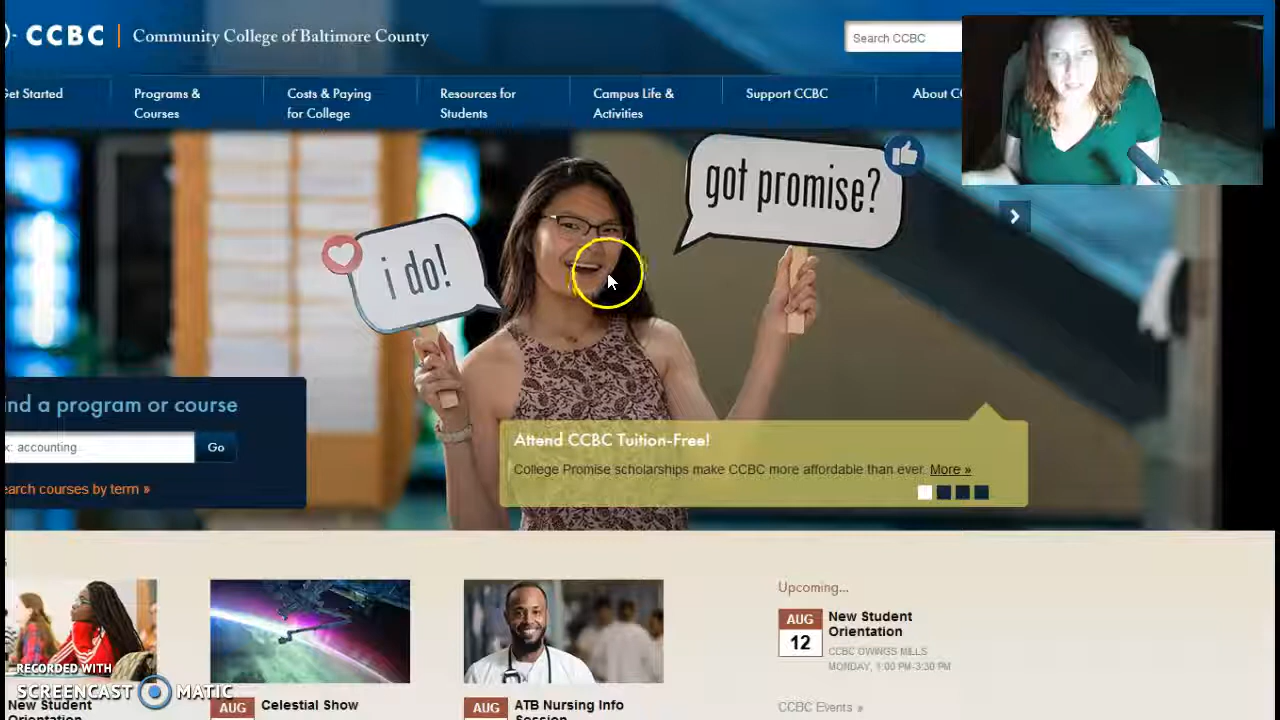 CCBC
Community College of Baltimore County
Search CCBC
Get Started
Programs &
Courses
Costs & Paying
for College
Resources for
Students
Campus Life &
Activities
Support CCBC
About
got promise?
i do!
a program or course
accounting
Go
courses by term »
Attend CCBC Tuition-Free!
College Promise scholarships make CCBC more affordable than ever. More »
Upcoming...
AUG
12
New Student
Orientation
CCBC OWINGS MILLS
MONDAY, 1:00 PM-3:30 PM
CCBC Events »
RECORDED WITH
SCREENCAST MATIC
New Student
Orientation
AUG
Celestial Show
AUG
ATB Nursing Info
Session